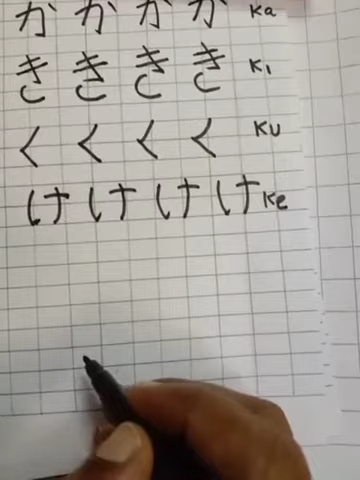 か か か か ka
き き き き ki
く く く く ku
け け け け ke